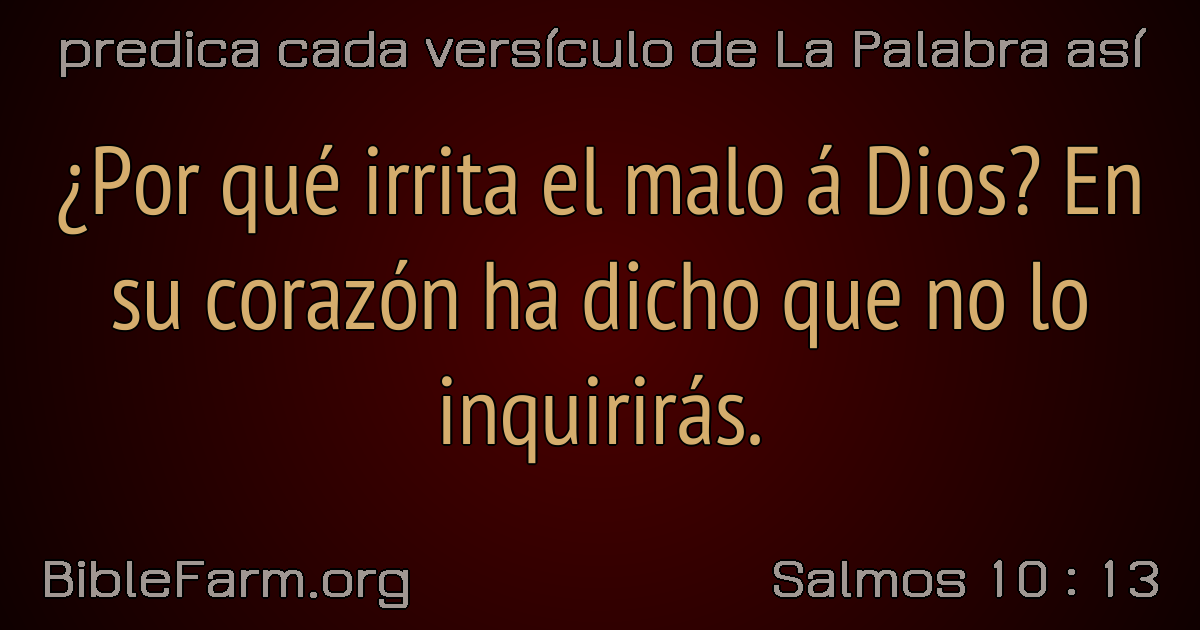 predica cada versículo de La Palabra así
¿Por qué irrita el malo á Dios? En
su corazón ha dicho que no lo
inquirirás.
BibleFarm.org
Salmos 10 : 13